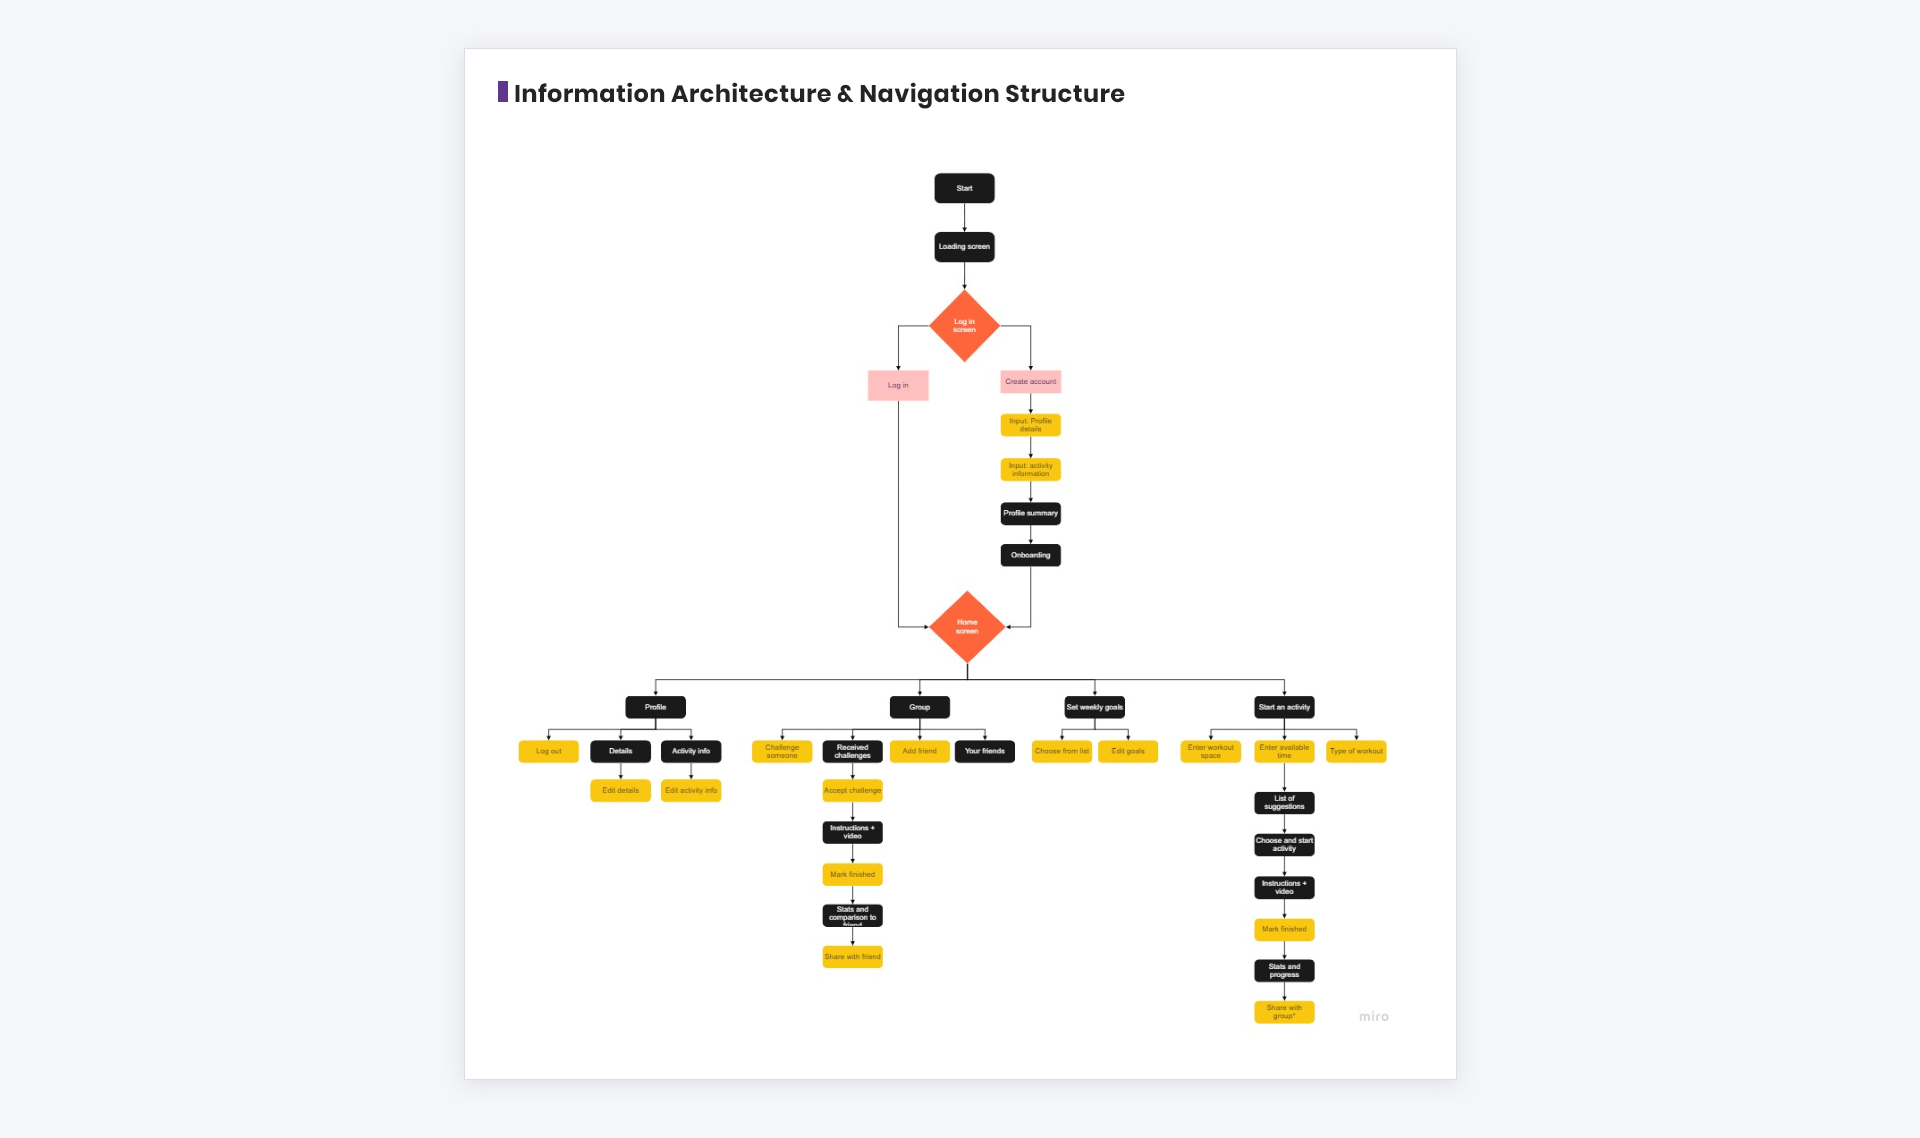 Information Architecture & Navigation Structure
Start
Loading screen
Log in
screen
Log in
Create account
Input: Profile
details
Input: activity
information
Profile summary
Onboarding
Home
screen
Profile
Group
Set weekly goals
Start an activity
Log out
Details
Activity info
Challenge
someone
Received
challenges
Add friend
Your friends
Choose from list
Edit goals
Enter workout
space
Enter available
time
Type of workout
Edit details
Edit activity info
Accept challenge
List of
suggestions
Instructions +
video
Choose and start
activity
Mark finished
Instructions +
video
Stats and
comparison to
friend
Mark finished
Share with friend
Stats and
progress
Share with
group*
miro